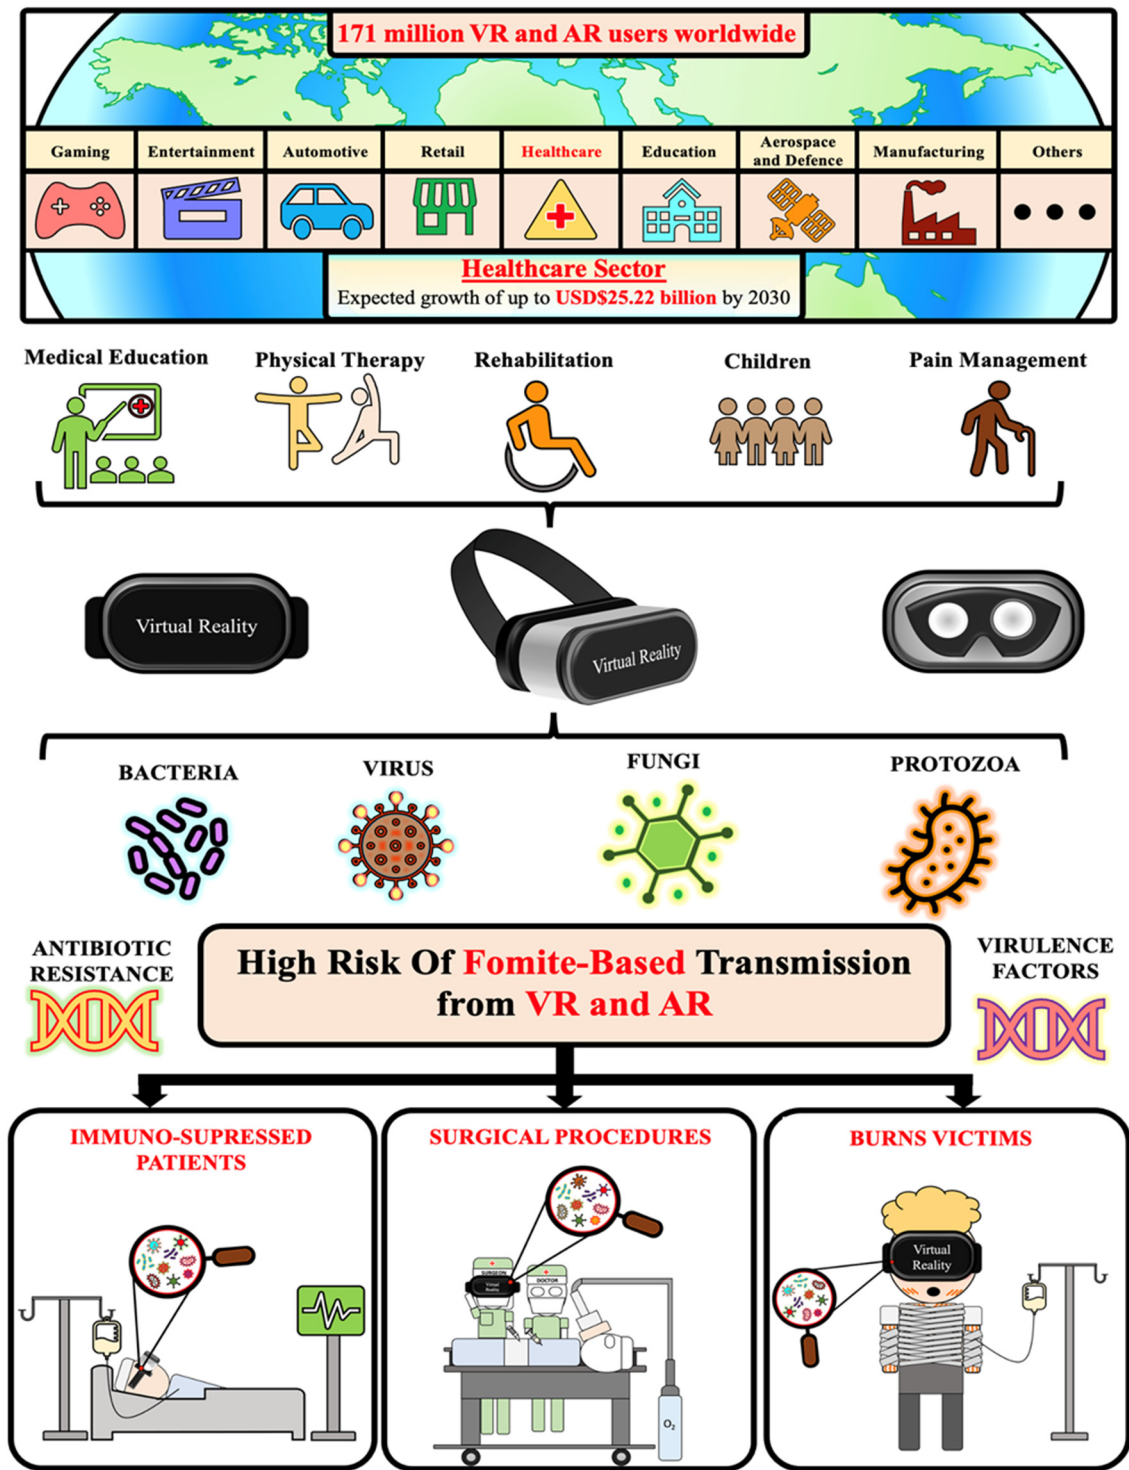 171 million VR and AR users worldwide
Gaming
Entertainment
Automotive
Retail
Healthcare
Education
Aerospace
and Defence
Manufacturing
Others
Healthcare Sector
Expected growth of up to USD$25.22 billion by 2030
Medical Education
Physical Therapy
Rehabilitation
Children
Pain Management
Virtual Reality
Virtual Reality
BACTERIA
VIRUS
FUNGI
PROTOZOA
ANTIBIOTIC
RESISTANCE
High Risk Of Fomite-Based Transmission
from VR and AR
VIRULENCE
FACTORS
IMMUNO-SUPRESSED
PATIENTS
SURGICAL PROCEDURES
SURGEON
Virtual
Reality
DOCTOR
O2
BURNS VICTIMS
Virtual
Reality